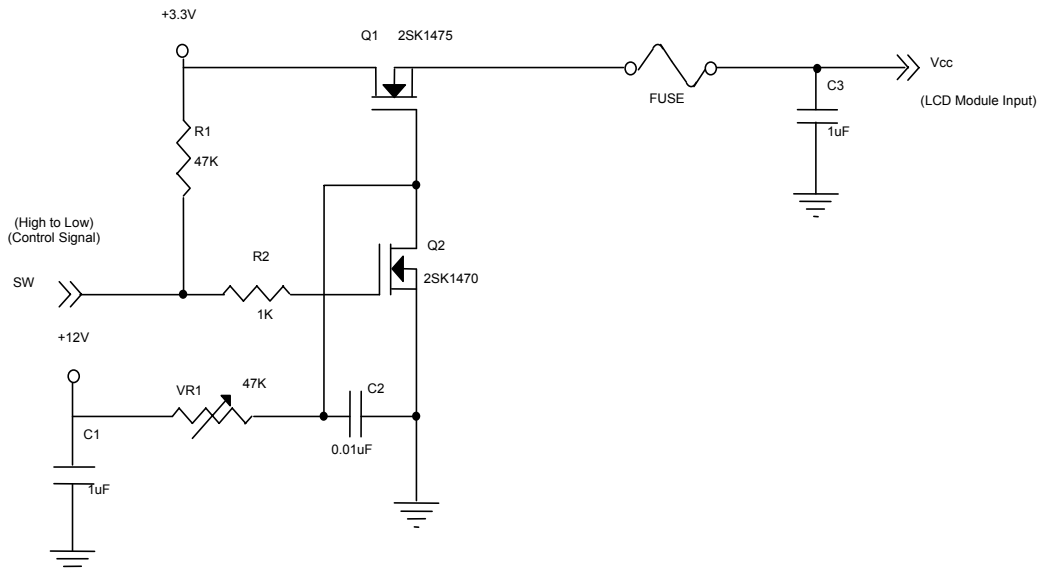 +3.3V
Q1 2SK1475
Vcc
FUSE
C3
(LCD Module Input)
R1
1uF
47K
(High to Low)
(Control Signal)
Q2
R2
SW
2SK1470
1K
+12V
VR1
47K
C2
C1
0.01uF
1uF